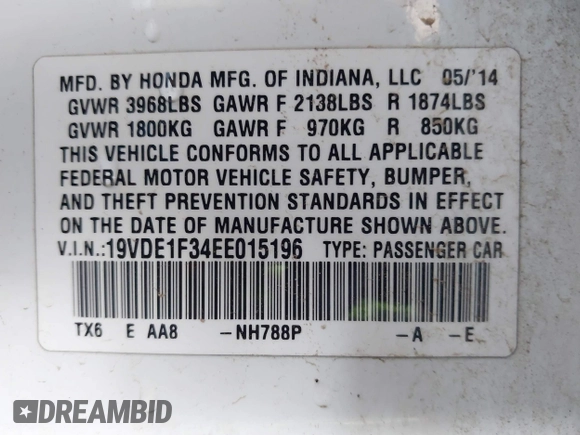 MFD. BY HONDA MFG. OF INDIANA, LLC 05/'14
GVWR 3968LBS GAWR F 2138LBS R 1874LBS
GVWR 1800KG GAWR F 970KG R 850KG
THIS VEHICLE CONFORMS TO ALL APPLICABLE
FEDERAL MOTOR VEHICLE SAFETY, BUMPER,
AND THEFT PREVENTION STANDARDS IN EFFECT
ON THE DATE OF MANUFACTURE SHOWN ABOVE.
V.I.N.:19VDE1F34EE015196 TYPE: PASSENGER CAR
TX6 E AA8 -NH788P -A -E
DREAMBID